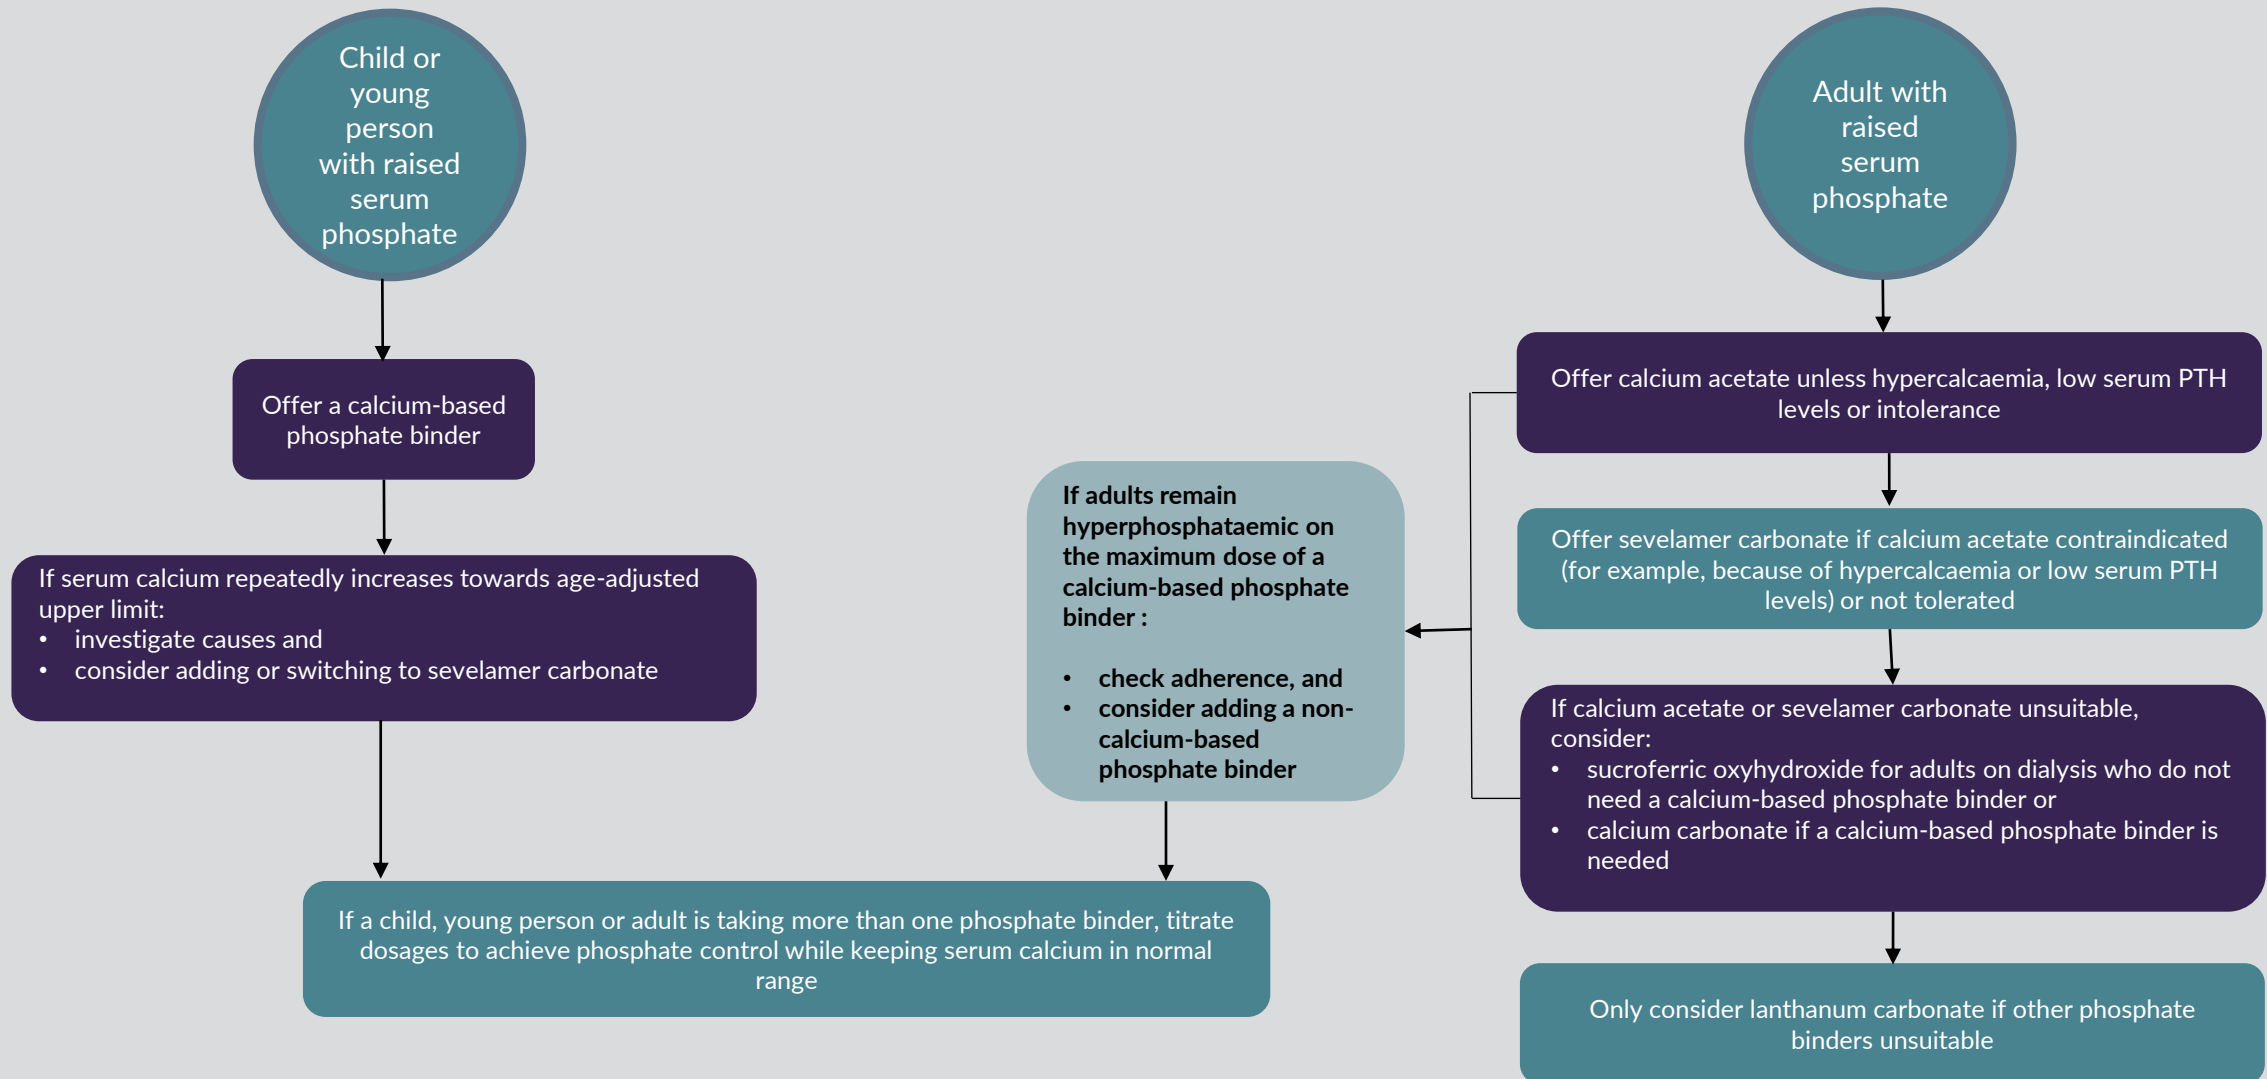 Child or
young
person
with raised
serum
phosphate
Offer a calcium-based
phosphate binder
If serum calcium repeatedly increases towards age-adjusted
upper limit:
• investigate causes and
• consider adding or switching to sevelamer carbonate
Adult with
raised
serum
phosphate
Offer calcium acetate unless hypercalcaemia, low serum PTH
levels or intolerance
Offer sevelamer carbonate if calcium acetate contraindicated
(for example, because of hypercalcaemia or low serum PTH
levels) or not tolerated
If calcium acetate or sevelamer carbonate unsuitable,
consider:
• sucroferric oxyhydroxide for adults on dialysis who do not
need a calcium-based phosphate binder or
• calcium carbonate if a calcium-based phosphate binder is
needed
Only consider lanthanum carbonate if other phosphate
binders unsuitable
If adults remain
hyperphosphataemic on
the maximum dose of a
calcium-based phosphate
binder :
• check adherence, and
• consider adding a non-
calcium-based
phosphate binder
If a child, young person or adult is taking more than one phosphate binder, titrate
dosages to achieve phosphate control while keeping serum calcium in normal
range